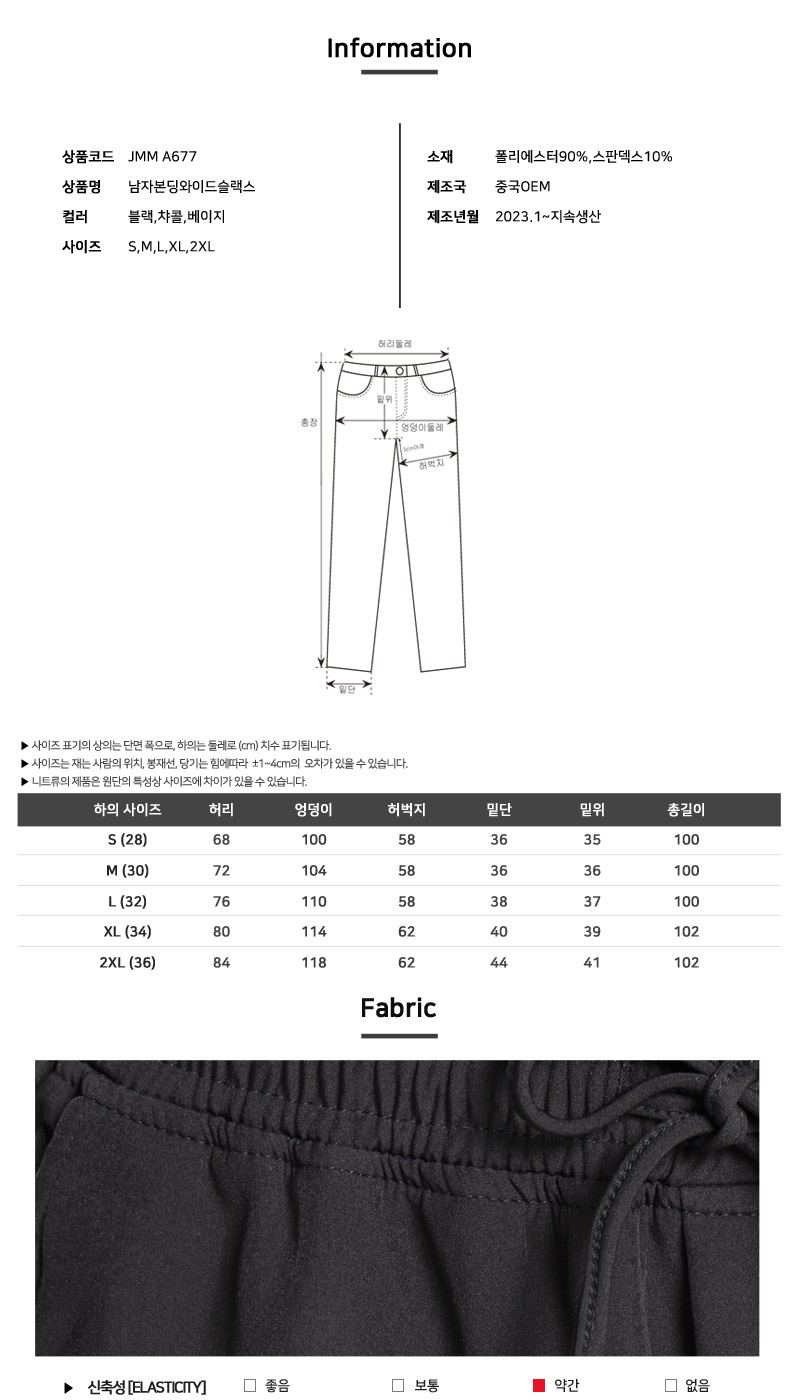 Information
상품코드 JMM A677
상품명 남자본딩와이드슬랙스
컬러 블랙,챠콜,베이지
사이즈 S,M,L,XL,2XL
소재 폴리에스터90%,스판덱스10%
제조국 중국OEM
제조년월 2023.1~지속생산
허리둘레
밑위
총장
엉덩이둘레
5cm아래
허벅지
밑단
▶ 사이즈 표기의 상의는 단면 폭으로, 하의는 둘레로 (cm) 치수 표기됩니다.
▶ 사이즈는 재는 사람의 위치, 봉재선, 당기는 힘에따라 ±1~4cm의 오차가 있을 수 있습니다.
▶ 니트류의 제품은 원단의 특성상 사이즈에 차이가 있을 수 있습니다.
하의 사이즈 허리 엉덩이 허벅지 밑단 밑위 총길이
S (28) 68 100 58 36 35 100
M (30) 72 104 58 36 36 100
L (32) 76 110 58 38 37 100
XL (34) 80 114 62 40 39 102
2XL (36) 84 118 62 44 41 102
Fabric
▶ 신축성 [ELASTICITY] □ 좋음 □ 보통 ■ 약간 □ 없음